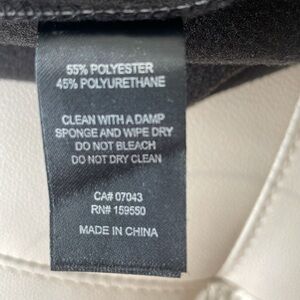 55% POLYESTER
45% POLYURETHANE
CLEAN WITH A DAMP
SPONGE AND WIPE DRY
DO NOT BLEACH
DO NOT DRY CLEAN
CA# 07043
RN# 159550
MADE IN CHINA